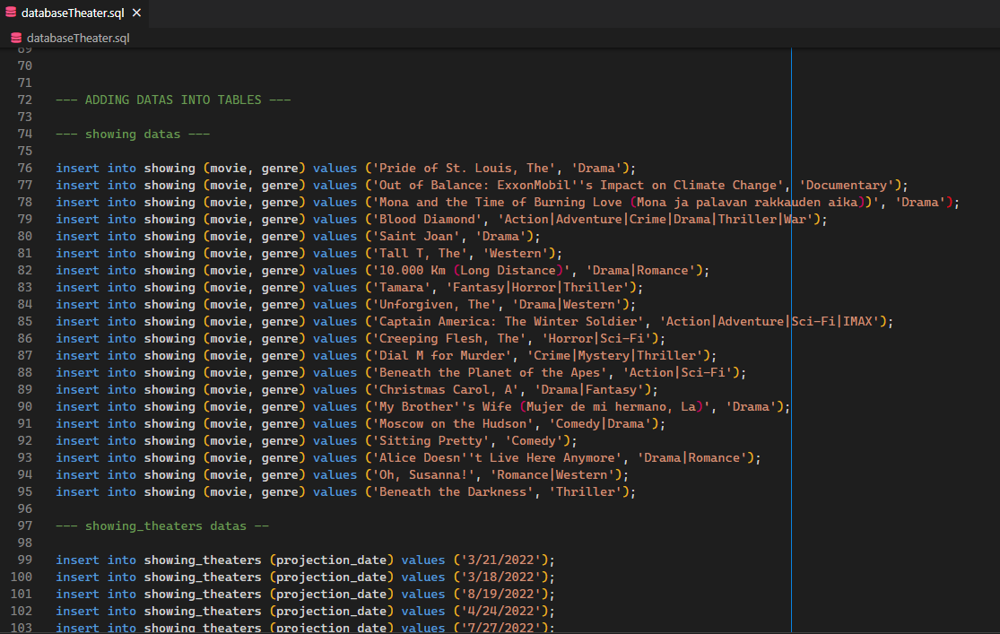 databaseTheater.sql ×
databaseTheater.sql
69
70
71
72 --- ADDING DATAS INTO TABLES ---
73
74 --- showing datas ---
75
76 insert into showing (movie, genre) values ('Pride of St. Louis, The', 'Drama');
77 insert into showing (movie, genre) values ('Out of Balance: ExxonMobil''s Impact on Climate Change', 'Documentary');
78 insert into showing (movie, genre) values ('Mona and the Time of Burning Love (Mona ja palavan rakkauden aika))', 'Drama');
79 insert into showing (movie, genre) values ('Blood Diamond', 'Action|Adventure|Crime|Drama|Thriller|War');
80 insert into showing (movie, genre) values ('Saint Joan', 'Drama');
81 insert into showing (movie, genre) values ('Tall T, The', 'Western');
82 insert into showing (movie, genre) values ('10.000 Km (Long Distance)', 'Drama|Romance');
83 insert into showing (movie, genre) values ('Tamara', 'Fantasy|Horror|Thriller');
84 insert into showing (movie, genre) values ('Unforgiven, The', 'Drama|Western');
85 insert into showing (movie, genre) values ('Captain America: The Winter Soldier', 'Action|Adventure|Sci-Fi|IMAX');
86 insert into showing (movie, genre) values ('Creeping Flesh, The', 'Horror|Sci-Fi');
87 insert into showing (movie, genre) values ('Dial M for Murder', 'Crime|Mystery|Thriller');
88 insert into showing (movie, genre) values ('Beneath the Planet of the Apes', 'Action|Sci-Fi');
89 insert into showing (movie, genre) values ('Christmas Carol, A', 'Drama|Fantasy');
90 insert into showing (movie, genre) values ('My Brother''s Wife (Mujer de mi hermano, La)', 'Drama');
91 insert into showing (movie, genre) values ('Moscow on the Hudson', 'Comedy|Drama');
92 insert into showing (movie, genre) values ('Sitting Pretty', 'Comedy');
93 insert into showing (movie, genre) values ('Alice Doesn''t Live Here Anymore', 'Drama|Romance');
94 insert into showing (movie, genre) values ('Oh, Susanna!', 'Romance|Western');
95 insert into showing (movie, genre) values ('Beneath the Darkness', 'Thriller');
96
97 --- showing_theaters datas --
98
99 insert into showing_theaters (projection_date) values ('3/21/2022');
100 insert into showing_theaters (projection_date) values ('3/18/2022');
101 insert into showing_theaters (projection_date) values ('8/19/2022');
102 insert into showing_theaters (projection_date) values ('4/24/2022');
103 insert into showing_theaters (projection_date) values ('7/27/2022');